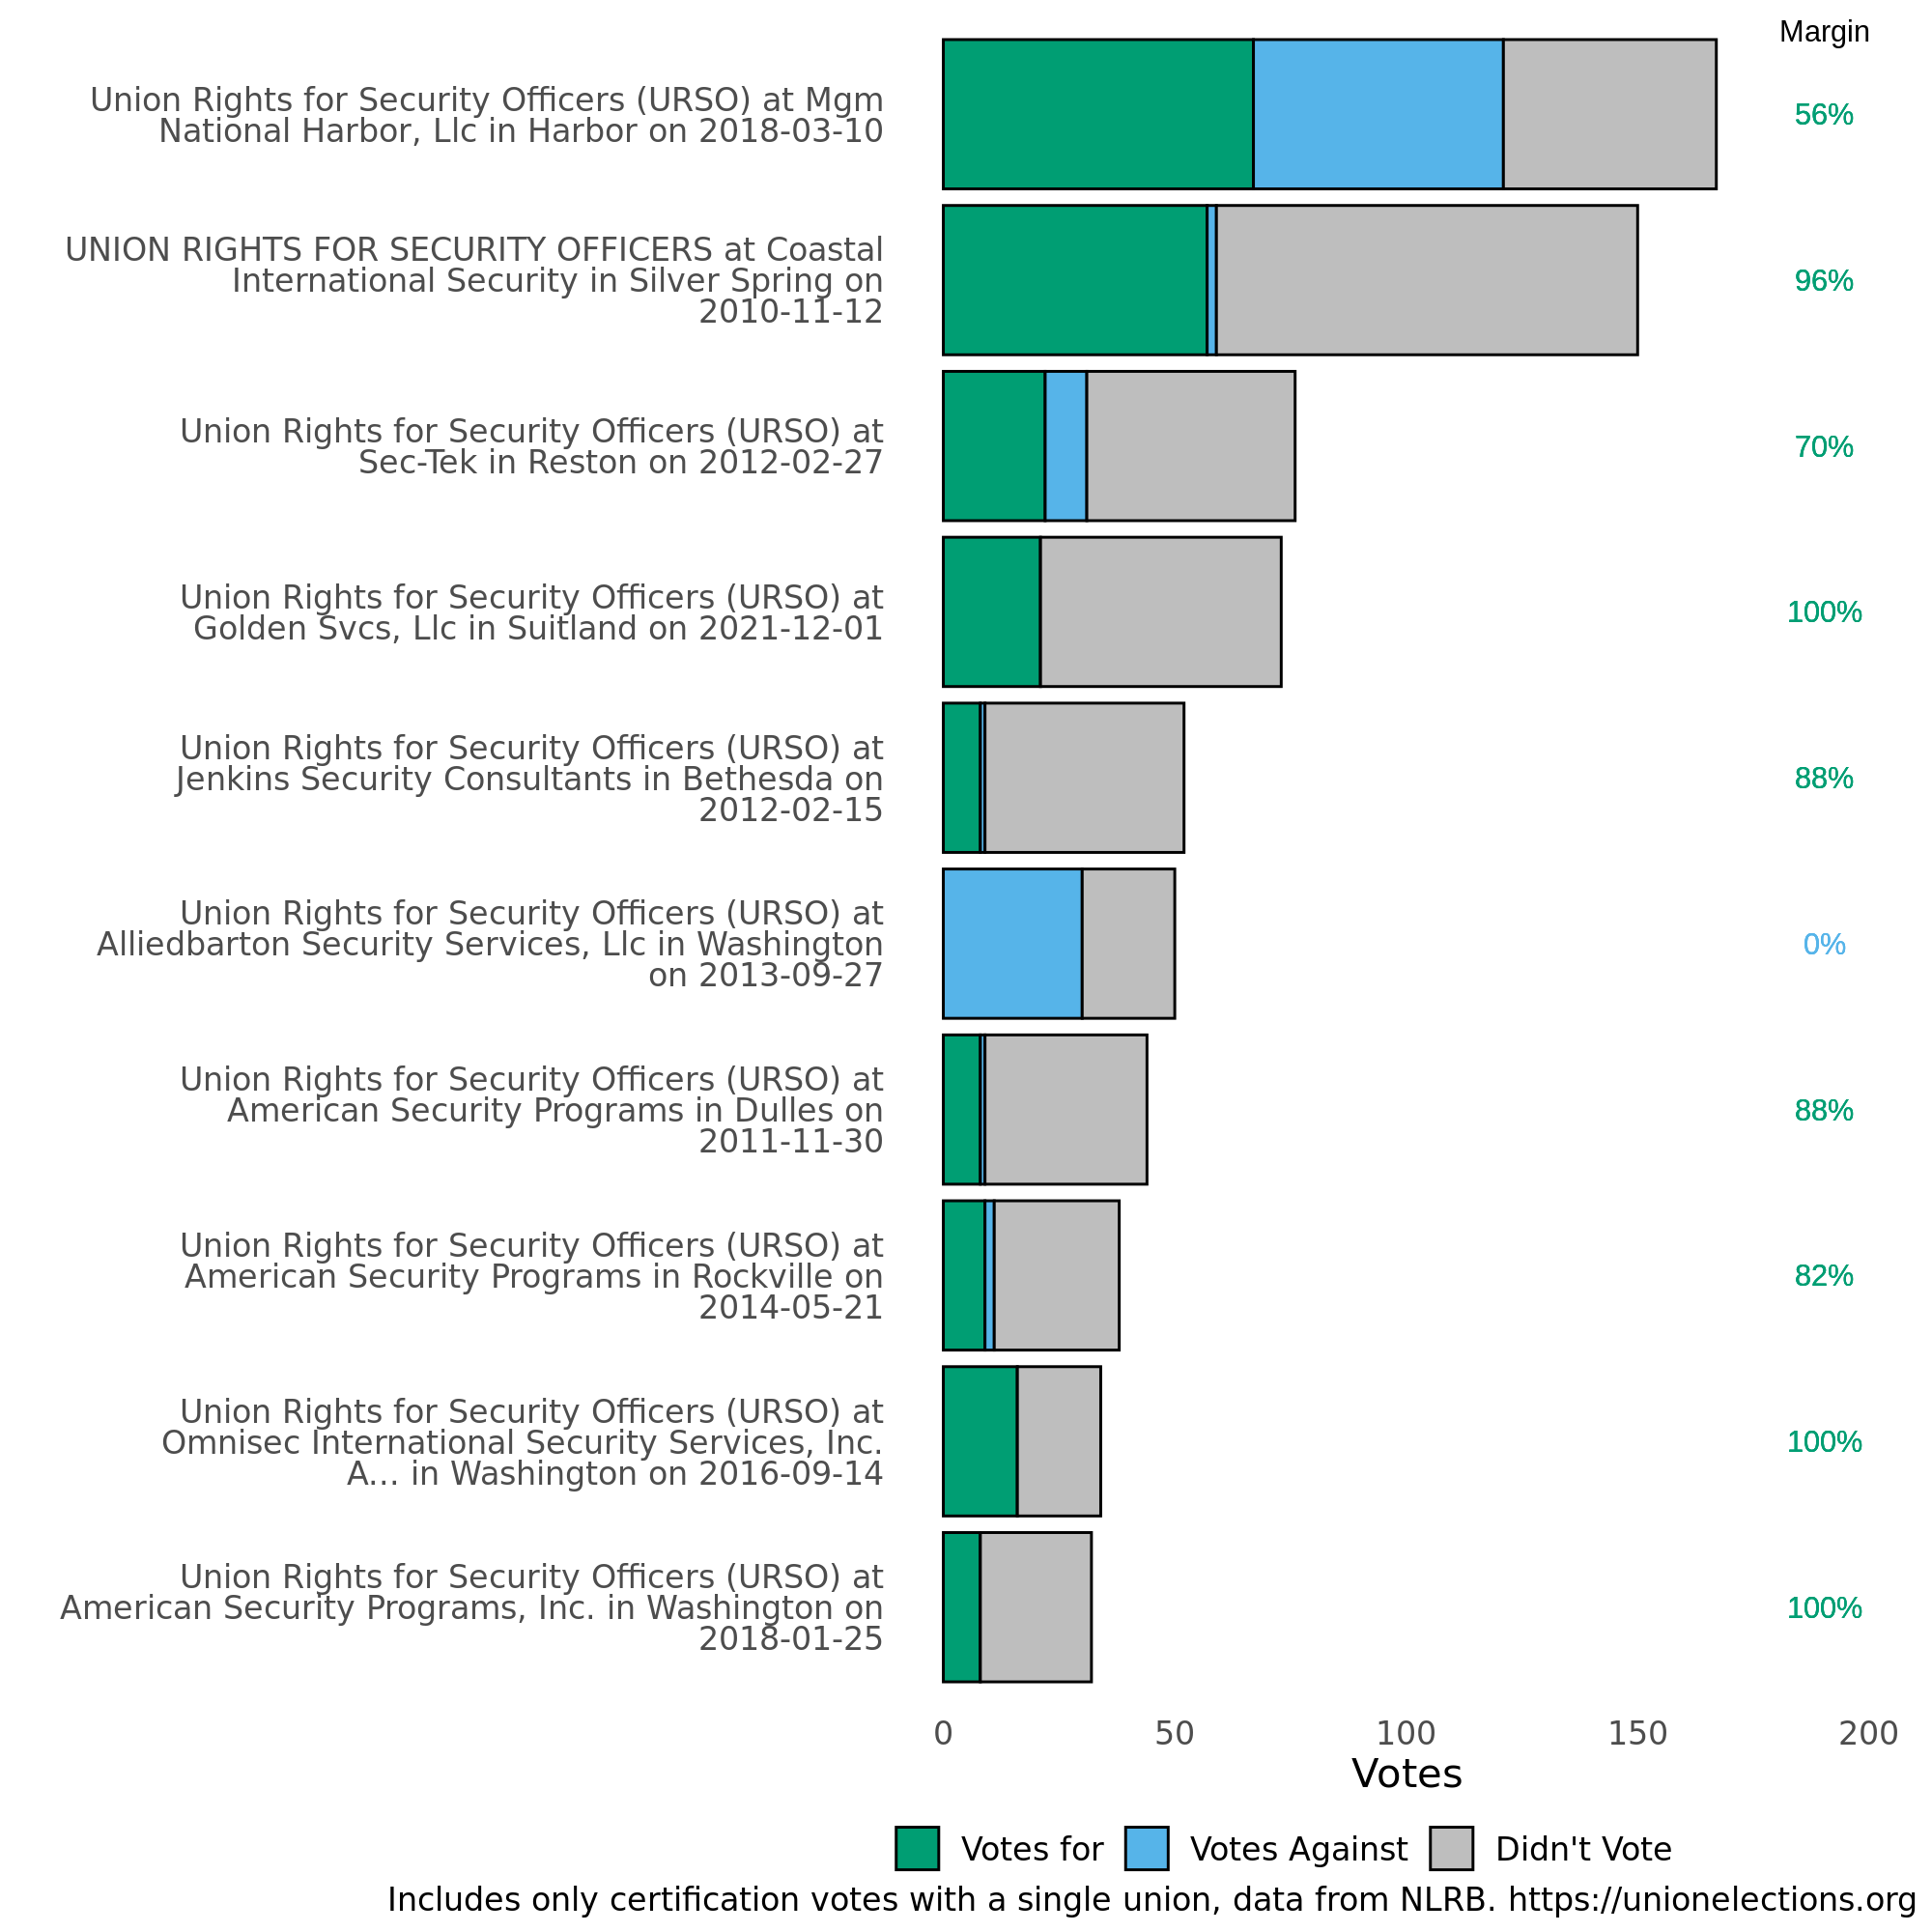 Margin
Union Rights for Security Officers (URSO) at Mgm
National Harbor, Llc in Harbor on 2018-03-10
56%
UNION RIGHTS FOR SECURITY OFFICERS at Coastal
International Security in Silver Spring on
2010-11-12
96%
Union Rights for Security Officers (URSO) at
Sec-Tek in Reston on 2012-02-27
70%
Union Rights for Security Officers (URSO) at
Golden Svcs, Llc in Suitland on 2021-12-01
100%
Union Rights for Security Officers (URSO) at
Jenkins Security Consultants in Bethesda on
2012-02-15
88%
Union Rights for Security Officers (URSO) at
Alliedbarton Security Services, Llc in Washington
on 2013-09-27
0%
Union Rights for Security Officers (URSO) at
American Security Programs in Dulles on
2011-11-30
88%
Union Rights for Security Officers (URSO) at
American Security Programs in Rockville on
2014-05-21
82%
Union Rights for Security Officers (URSO) at
Omnisec International Security Services, Inc.
A... in Washington on 2016-09-14
100%
Union Rights for Security Officers (URSO) at
American Security Programs, Inc. in Washington on
2018-01-25
100%
0 50 100 150 200
Votes
Votes for Votes Against Didn't Vote
Includes only certification votes with a single union, data from NLRB. https://unionelections.org